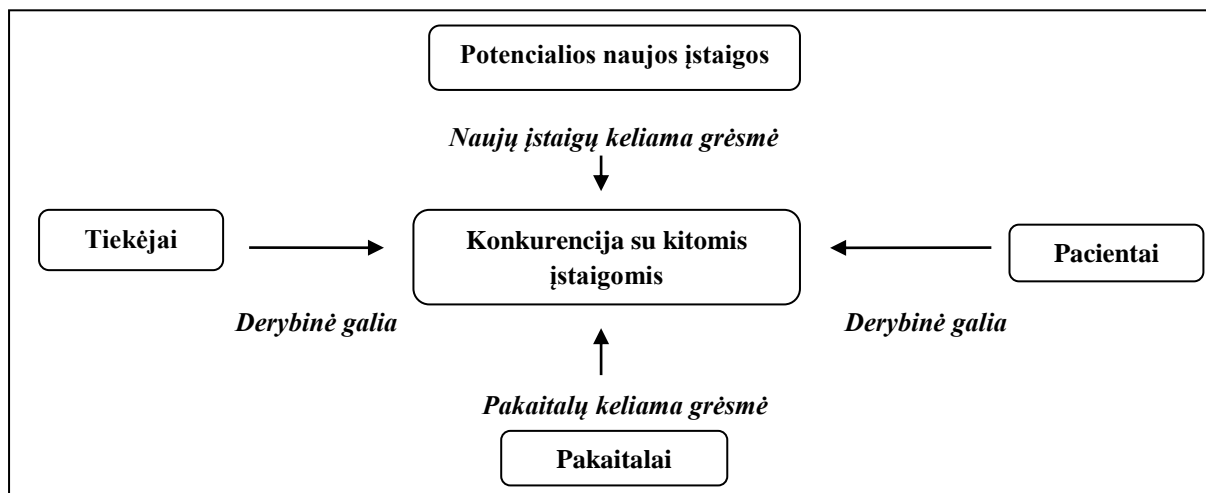 Potencialios naujos įstaigos
Naujų įstaigų keliama grėsmė
Tiekėjai
Konkurencija su kitomis
įstaigomis
Pacientai
Derybinė galia
Derybinė galia
Pakaitalų keliama grėsmė
Pakaitalai